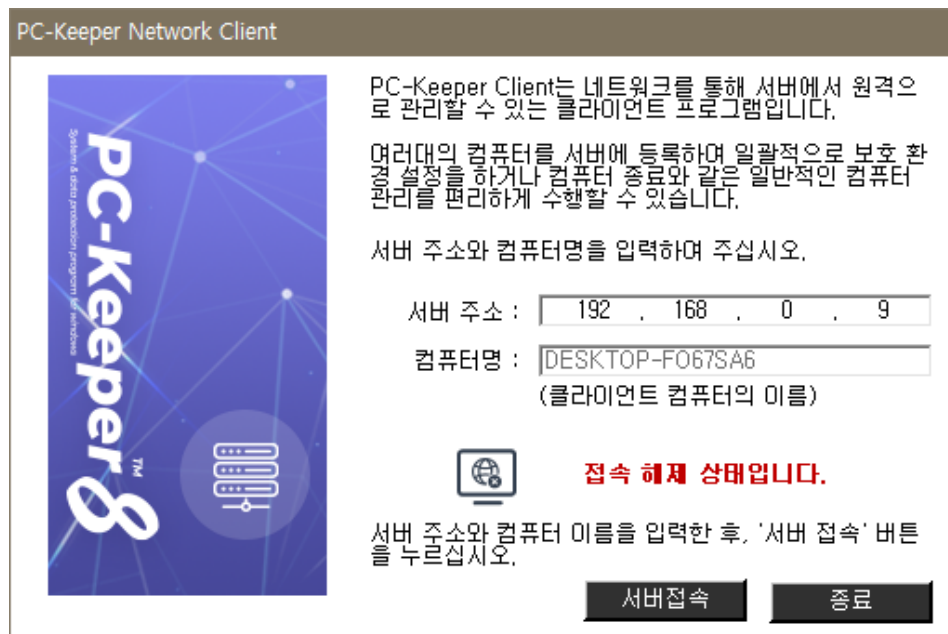 PC-Keeper Network Client
PC-Keeper 8™
System & data protection program for windows
PC-Keeper Client는 네트워크를 통해 서버에서 원격으
로 관리할 수 있는 클라이언트 프로그램입니다.
여러대의 컴퓨터를 서버에 등록하여 일괄적으로 보호 환
경 설정을 하거나 컴퓨터 종료와 같은 일반적인 컴퓨터
관리를 편리하게 수행할 수 있습니다.
서버 주소와 컴퓨터명을 입력하여 주십시오.
서버 주소 : 192 . 168 . 0 . 9
컴퓨터명 : DESKTOP-FO67SA6
(클라이언트 컴퓨터의 이름)
접속 해제 상태입니다.
서버 주소와 컴퓨터 이름을 입력한 후, '서버 접속' 버튼
을 누르십시오.
서버접속 종료